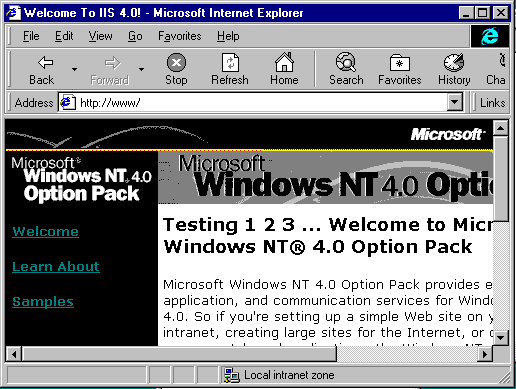 Welcome To IIS 4.0! - Microsoft Internet Explorer
File Edit View Go Favorites Help
Back Forward Stop Refresh Home Search Favorites History Cha
Address http://www/ Links
Microsoft
Microsoft®
Windows NT 4.0
Option Pack
Microsoft
Windows NT 4.0 Optio
Welcome
Learn About
Samples
Testing 1 2 3 ... Welcome to Micr
Windows NT® 4.0 Option Pack
Microsoft Windows NT 4.0 Option Pack provides e
application, and communication services for Windo
4.0. So if you're setting up a simple Web site on y
intranet, creating large sites for the Internet, or d
Local intranet zone